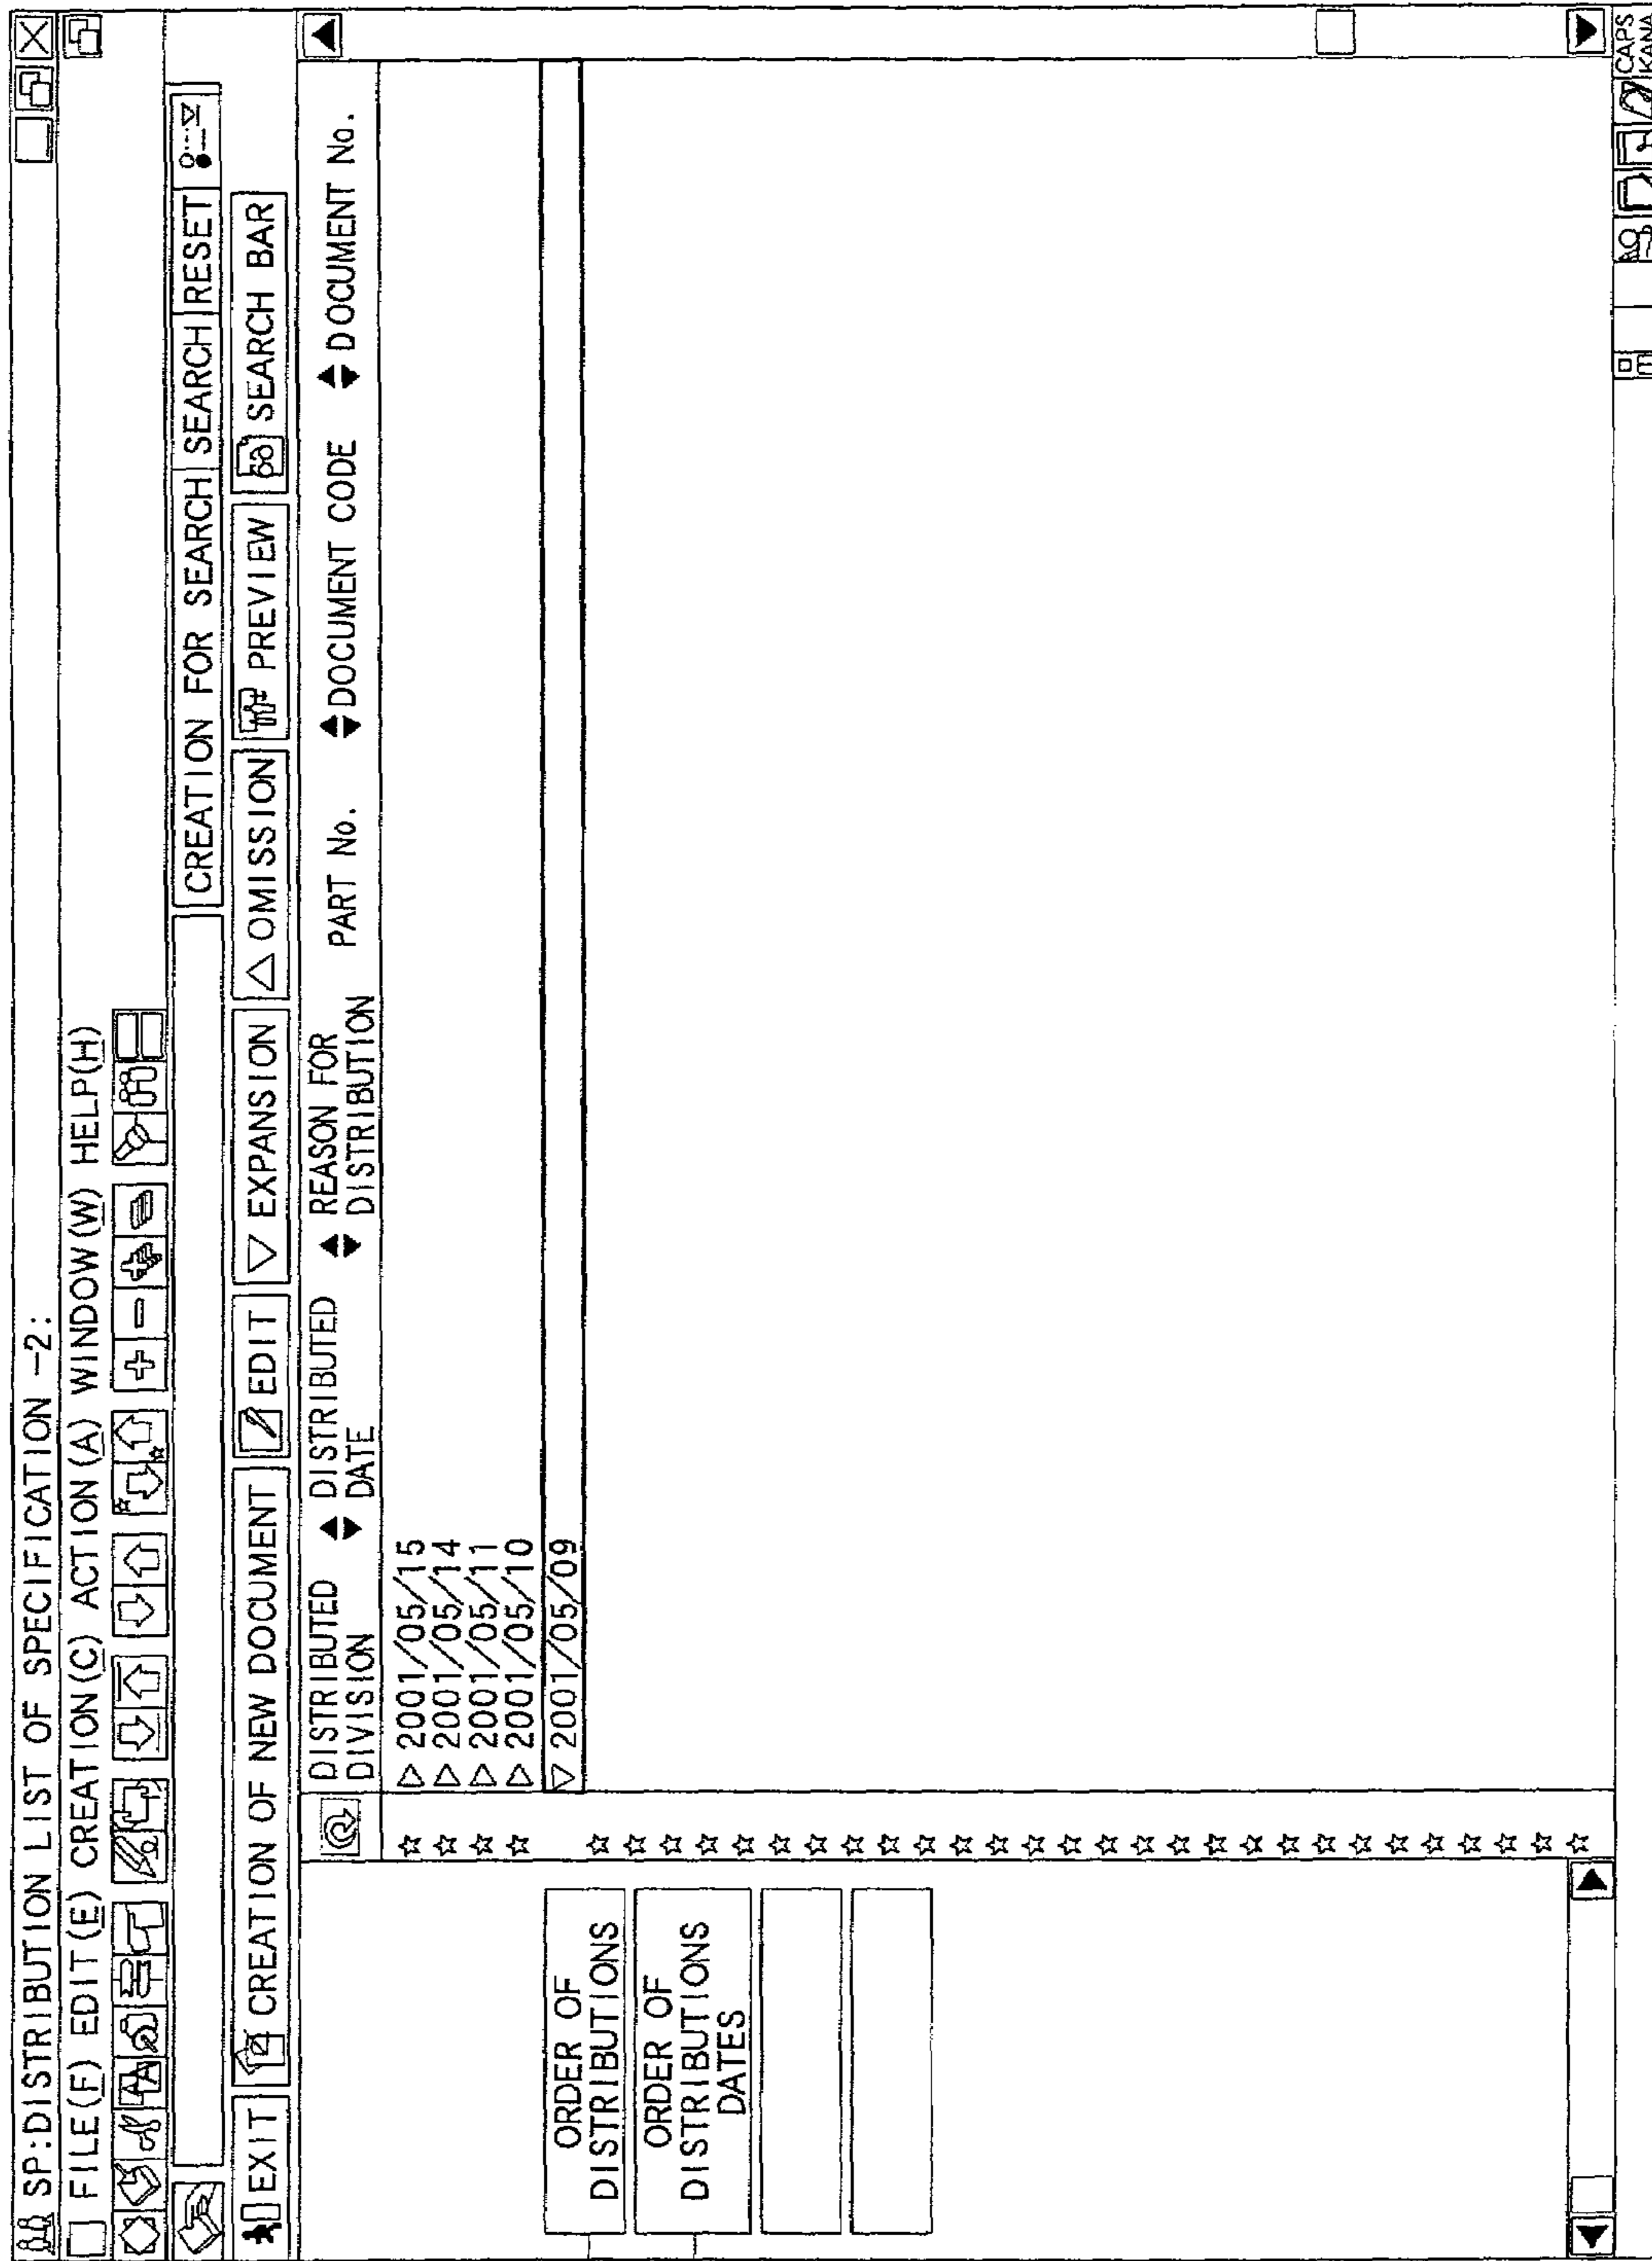 SP:DISTRIBUTION LIST OF SPECIFICATION -2:
FILE(F) EDIT(E) CREATION(C) ACTION(A) WINDOW(W) HELP(H)
CREATION FOR SEARCH SEARCH RESET
EXIT CREATION OF NEW DOCUMENT EDIT ▽ EXPANSION △ OMISSION PREVIEW SEARCH BAR
DISTRIBUTED DIVISION DISTRIBUTED DATE REASON FOR DISTRIBUTION PART No. DOCUMENT CODE DOCUMENT No.
▷ 2001/05/15
▷ 2001/05/14
▷ 2001/05/11
▷ 2001/05/10
▽ 2001/05/09
ORDER OF
DISTRIBUTIONS
ORDER OF
DISTRIBUTIONS
DATES
CAPS
KANA